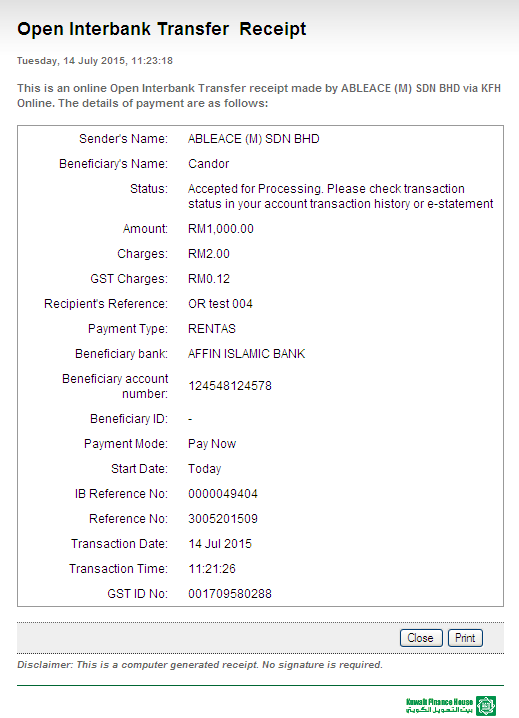 Open Interbank Transfer Receipt
Tuesday, 14 July 2015, 11:23:18
This is an online Open Interbank Transfer receipt made by ABLEACE (M) SDN BHD via KFH
Online. The details of payment are as follows:
Sender's Name: ABLEACE (M) SDN BHD
Beneficiary's Name: Candor
Status: Accepted for Processing. Please check transaction
status in your account transaction history or e-statement
Amount: RM1,000.00
Charges: RM2.00
GST Charges: RM0.12
Recipient's Reference: OR test 004
Payment Type: RENTAS
Beneficiary bank: AFFIN ISLAMIC BANK
Beneficiary account
number: 124548124578
Beneficiary ID: -
Payment Mode: Pay Now
Start Date: Today
IB Reference No: 0000049404
Reference No: 3005201509
Transaction Date: 14 Jul 2015
Transaction Time: 11:21:26
GST ID No: 001709580288
Close Print
Disclaimer: This is a computer generated receipt. No signature is required.
Kuwait Finance House
بيت التمويل الكويتي